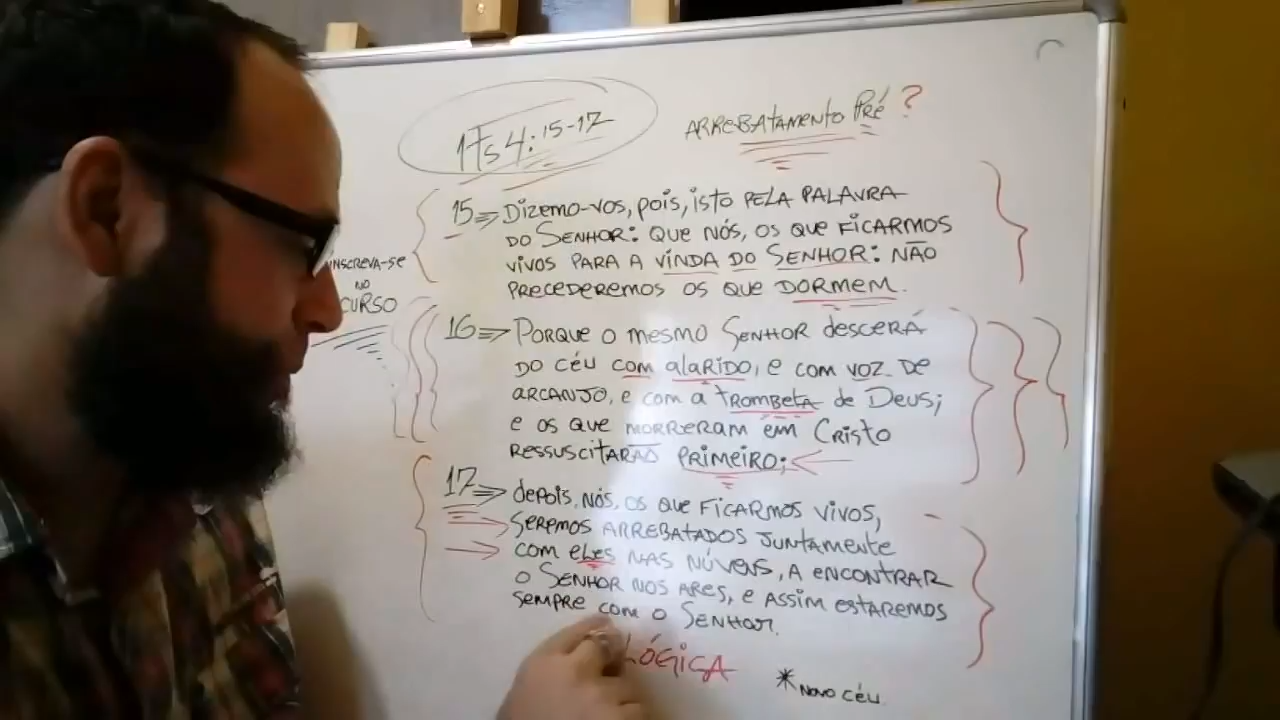 1Ts 4:15-17
ARREBATAMENTO PRÉ?
15⇒ Dizemo-vos, pois, isto PELA PALAVRA
DO SENHOR: QUE NÓS, OS QUE FICARMOS
VIVOS PARA A VINDA DO SENHOR: NÃO
PRECEDEREMOS OS QUE DORMEM.
INSCREVA-SE
NO
CURSO
16⇒ PORQUE O MESMO SENHOR DESCERÁ
DO CÉU COM ALARIDO, E COM VOZ DE
ARCANJO, E COM A TROMBETA de DEUS;
E OS QUE MORRERAM EM CRISTO
RESSUSCITARÃO PRIMEIRO;
17⇒ depois, NÓS, OS QUE FICARMOS VIVOS,
SEREMOS ARREBATADOS JUNTAMENTE
COM ELES NAS NÚVENS, A ENCONTRAR
O SENHOR NOS ARES, E ASSIM ESTAREMOS
SEMPRE COM O SENHOR.
LÓGICA
*NOVO CÉU